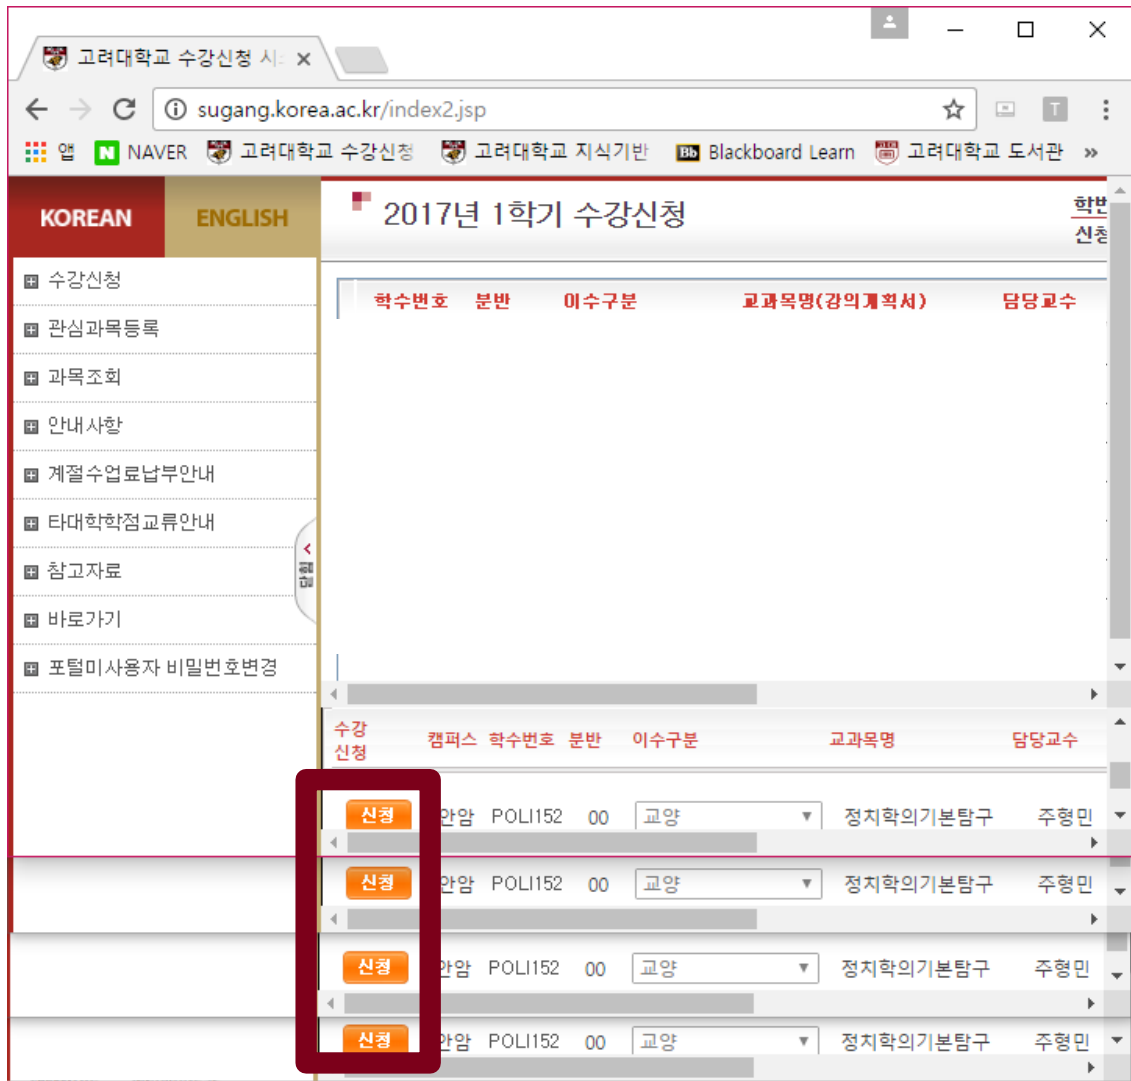 고려대학교 수강신청 시
sugang.korea.ac.kr/index2.jsp
앱 NAVER 고려대학교 수강신청 고려대학교 지식기반 Bb Blackboard Learn 고려대학교 도서관 »
KOREAN ENGLISH
수강신청
관심과목등록
과목조회
안내사항
계절수업료납부안내
타대학학점교류안내
참고자료
바로가기
포털미사용자 비밀번호변경
닫힘
2017년 1학기 수강신청
학번
신청
학수번호 분반 이수구분 교과목명(강의계획서) 담당교수
수강
신청
캠퍼스 학수번호 분반 이수구분 교과목명 담당교수
신청 안암 POLI152 00 교양 정치학의기본탐구 주형민
신청 안암 POLI152 00 교양 정치학의기본탐구 주형민
신청 안암 POLI152 00 교양 정치학의기본탐구 주형민
신청 안암 POLI152 00 교양 정치학의기본탐구 주형민